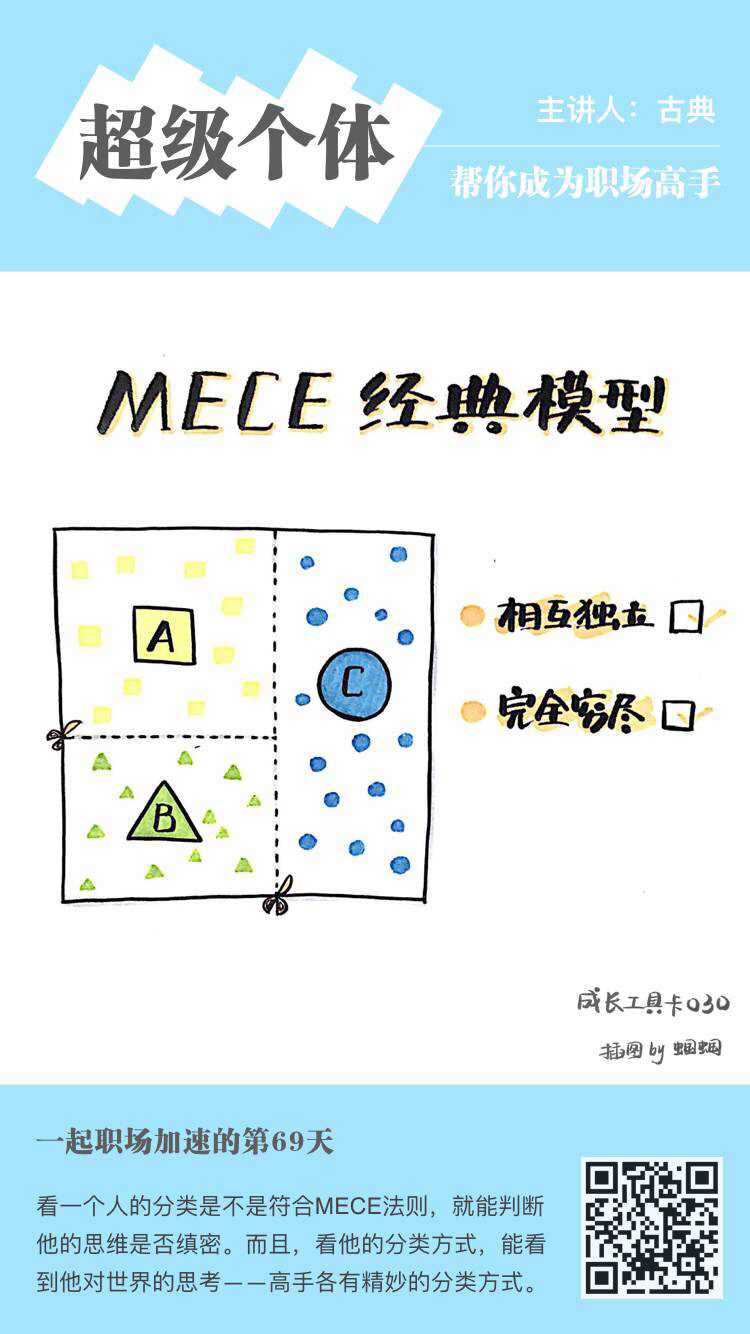 超级个体
主讲人：古典
帮你成为职场高手
MECE 经典模型
A
C
B
相互独立
完全穷尽
成长工具卡030
插图 by 蝈蝈
一起职场加速的第69天
看一个人的分类是不是符合MECE法则，就能判断
他的思维是否缜密。而且，看他的分类方式，能看
到他对世界的思考——高手各有精妙的分类方式。